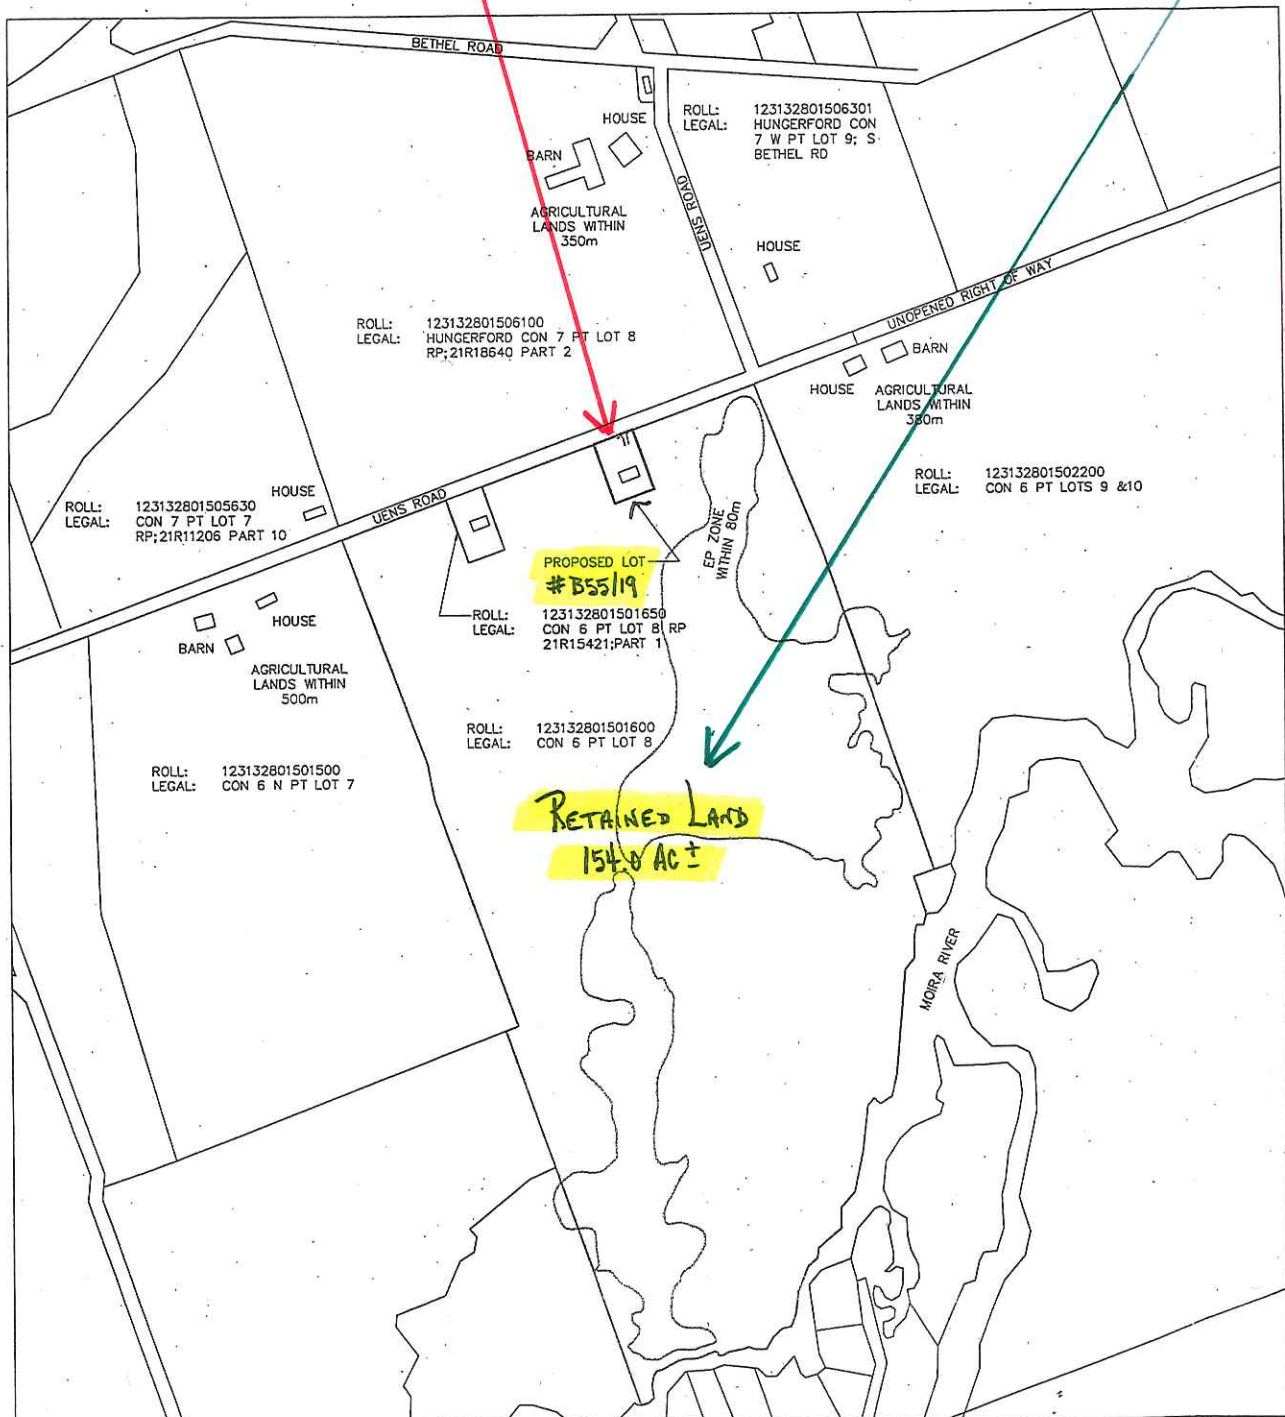 BETHEL ROAD
HOUSE
BARN
AGRICULTURAL
LANDS WITHIN
350m
ROLL: 123132801506301
LEGAL: HUNGERFORD CON
7 W PT LOT 9; S
BETHEL RD
UENS ROAD
HOUSE
UNOPENED RIGHT OF WAY
ROLL: 123132801506100
LEGAL: HUNGERFORD CON 7 PT LOT 8
RP;21R18640 PART 2
BARN
HOUSE
AGRICULTURAL
LANDS WITHIN
380m
ROLL: 123132801502200
LEGAL: CON 6 PT LOTS 9 &10
ROLL: 123132801505630
LEGAL: CON 7 PT LOT 7
RP;21R11206 PART 10
HOUSE
UENS ROAD
EP ZONE
WITHIN 80m
PROPOSED LOT
#B55/19
ROLL: 123132801501650
LEGAL: CON 6 PT LOT 8 RP
21R15421;PART 1
HOUSE
BARN
AGRICULTURAL
LANDS WITHIN
500m
ROLL: 123132801501600
LEGAL: CON 6 PT LOT 8
ROLL: 123132801501500
LEGAL: CON 6 N PT LOT 7
RETAINED LAND
154.0 AC ±
MOIRA RIVER